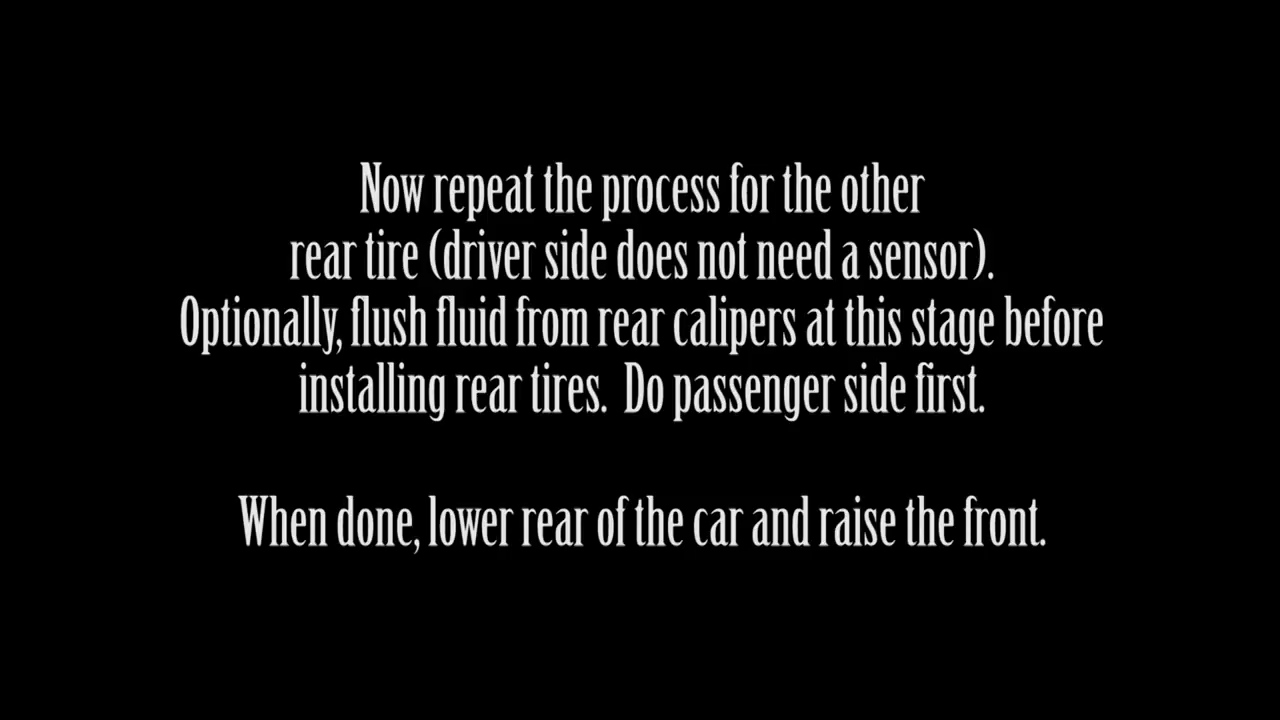 Now repeat the process for the other
rear tire (driver side does not need a sensor).
Optionally, flush fluid from rear calipers at this stage before
installing rear tires.  Do passenger side first.
When done, lower rear of the car and raise the front.